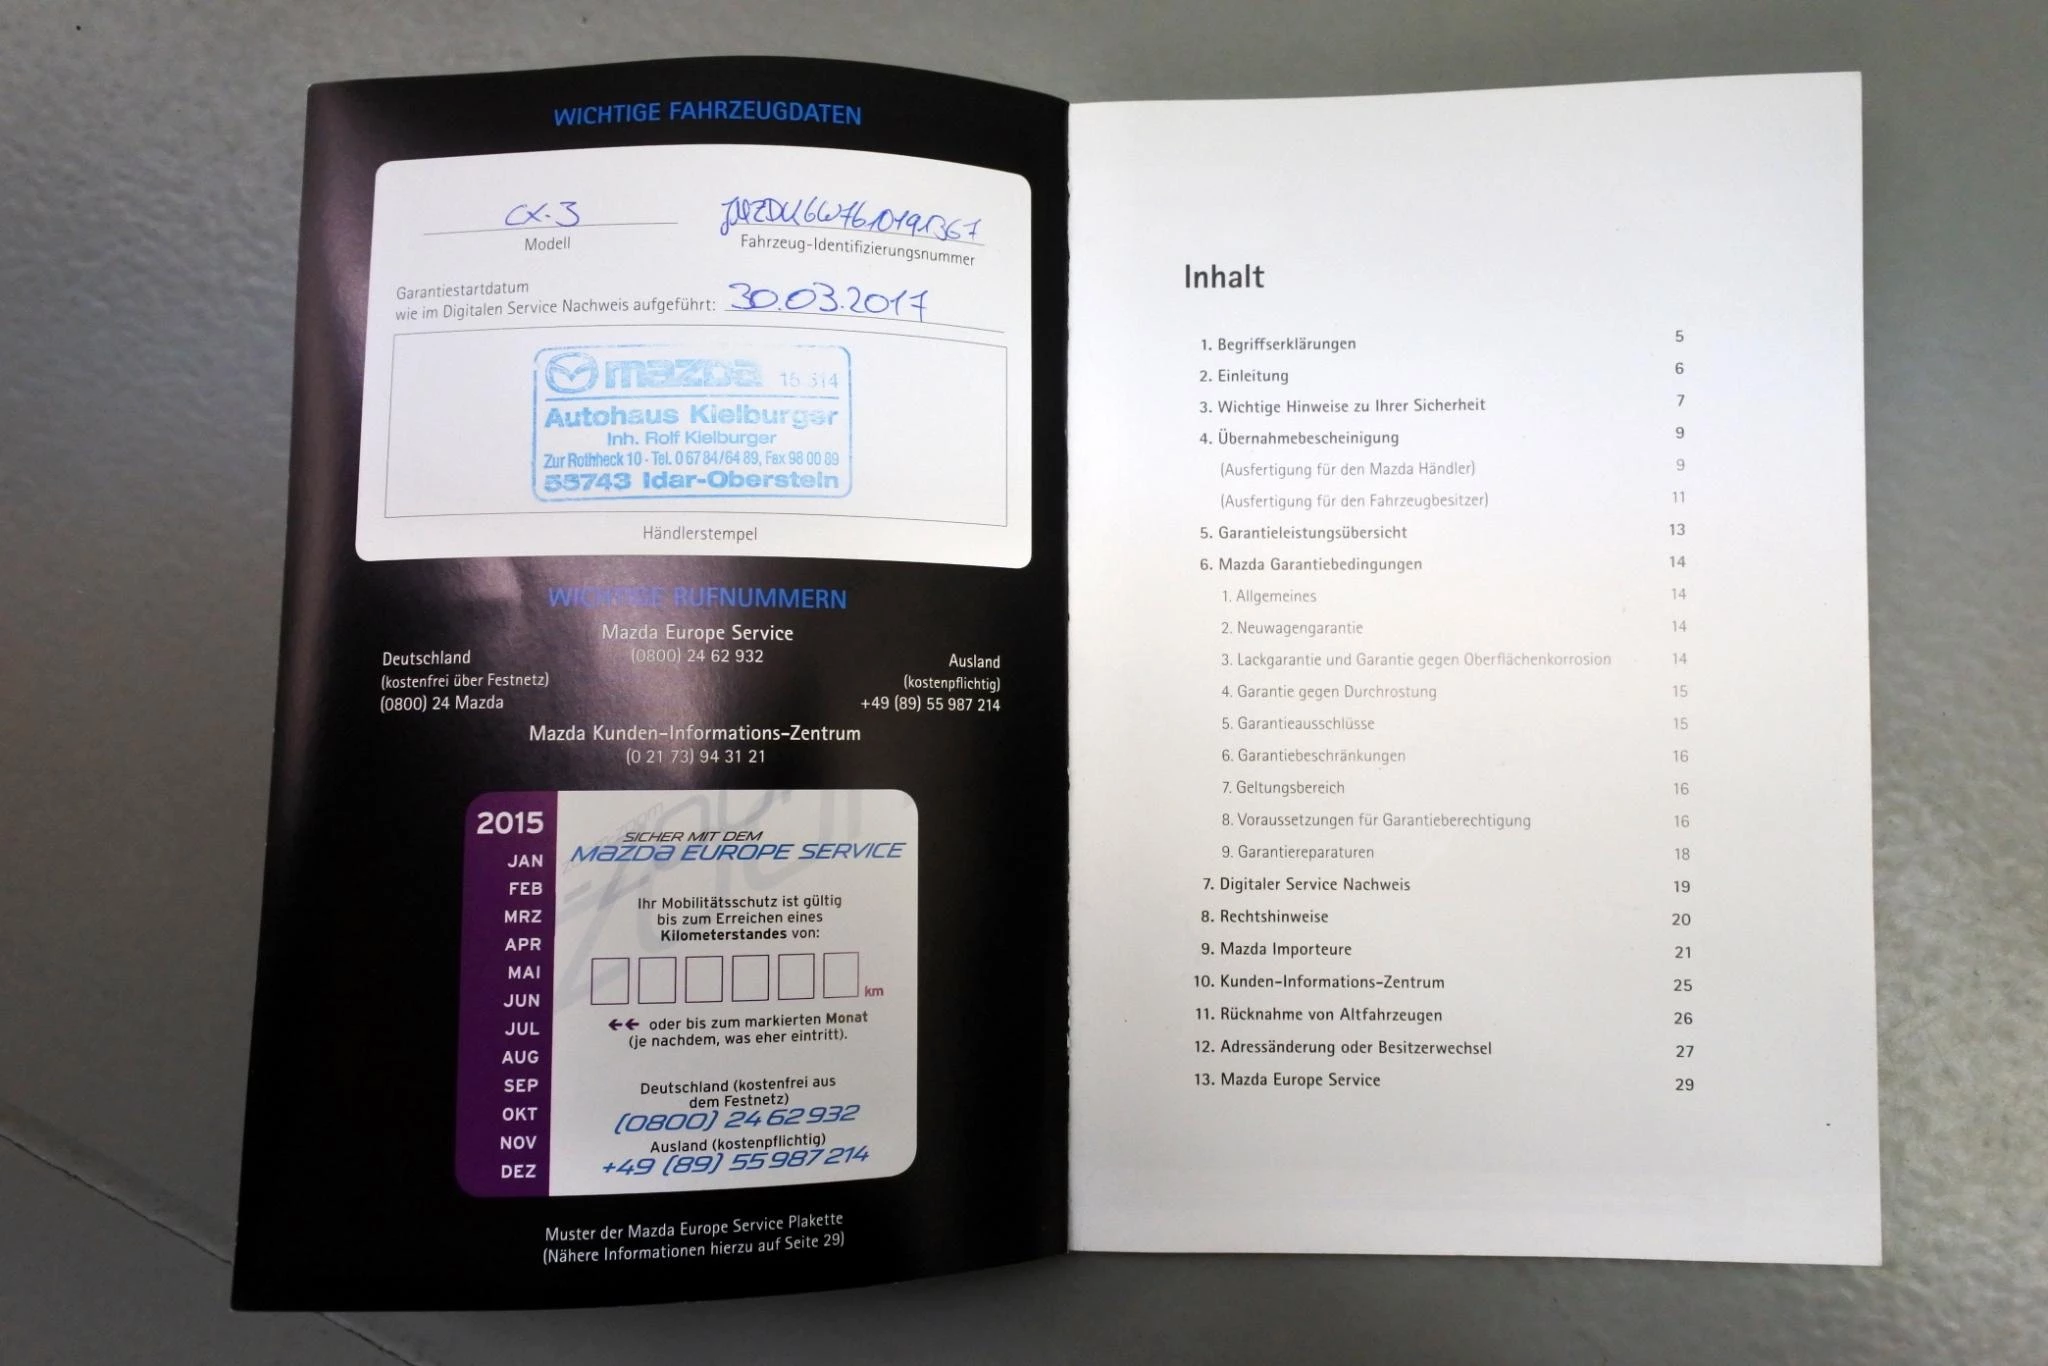 WICHTIGE FAHRZEUGDATEN
CX-3
Modell
JMZDK6W7610191367
Fahrzeug-Identifizierungsnummer
Garantiestartdatum
wie im Digitalen Service Nachweis aufgeführt: 30.03.2017
mazda 15 314
Autohaus Kielburger
Inh. Rolf Kielburger
Zur Rothheck 10 · Tel. 0 67 84/64 89, Fax 98 00 89
55743 Idar-Oberstein
Händlerstempel
WICHTIGE RUFNUMMERN
Mazda Europe Service
(0800) 24 62 932
Deutschland
(kostenfrei über Festnetz)
(0800) 24 Mazda
Ausland
(kostenpflichtig)
+49 (89) 55 987 214
Mazda Kunden-Informations-Zentrum
(0 21 73) 94 31 21
2015
JAN
FEB
MRZ
APR
MAI
JUN
JUL
AUG
SEP
OKT
NOV
DEZ
SICHER MIT DEM
mazda EUROPE SERVICE
Ihr Mobilitätsschutz ist gültig
bis zum Erreichen eines
Kilometerstandes von:
km
oder bis zum markierten Monat
(je nachdem, was eher eintritt).
Deutschland (kostenfrei aus
dem Festnetz)
(0800) 24 62 932
Ausland (kostenpflichtig)
+49 (89) 55 987 214
Muster der Mazda Europe Service Plakette
(Nähere Informationen hierzu auf Seite 29)
Inhalt
1. Begriffserklärungen 5
2. Einleitung 6
3. Wichtige Hinweise zu Ihrer Sicherheit 7
4. Übernahmebescheinigung 9
(Ausfertigung für den Mazda Händler) 9
(Ausfertigung für den Fahrzeugbesitzer) 11
5. Garantieleistungsübersicht 13
6. Mazda Garantiebedingungen 14
1. Allgemeines 14
2. Neuwagengarantie 14
3. Lackgarantie und Garantie gegen Oberflächenkorrosion 14
4. Garantie gegen Durchrostung 15
5. Garantieausschlüsse 15
6. Garantiebeschränkungen 16
7. Geltungsbereich 16
8. Voraussetzungen für Garantieberechtigung 16
9. Garantiereparaturen 18
7. Digitaler Service Nachweis 19
8. Rechtshinweise 20
9. Mazda Importeure 21
10. Kunden-Informations-Zentrum 25
11. Rücknahme von Altfahrzeugen 26
12. Adressänderung oder Besitzerwechsel 27
13. Mazda Europe Service 29